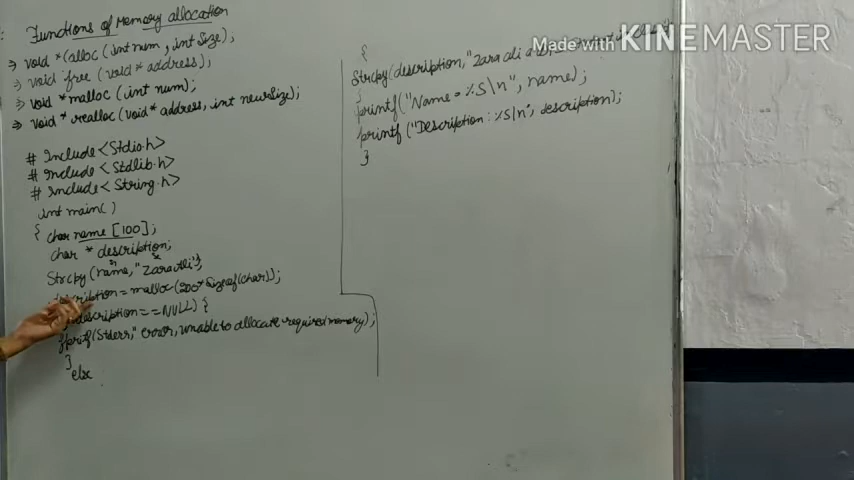 Functions of Memory allocation
⇒ void *calloc (int num, int size);
⇒ void free (void * address);
⇒ void *malloc (int num);
⇒ void *realloc (void* address, int newsize);
# Include <Stdio.h>
# Include <Stdlib.h>
# Include <String.h>
int main()
{ char name [100];
char * description;
Strcpy (name, "Zara ali");
description = malloc (200* Sizeof(char));
description == NULL) {
fprintf(Stderr," error, unable to allocate required memory);
}
else
{
Strcpy (description, "Zara ali a
}
printf("Name = %s\n", name);
printf ("Description: %s\n", description);
}
Made with KINEMASTER